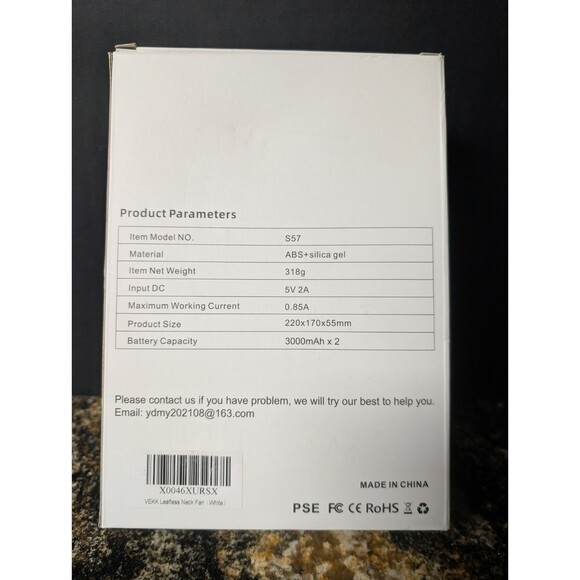 Product Parameters
Item Model NO. S57
Material ABS+silica gel
Item Net Weight 318g
Input DC 5V 2A
Maximum Working Current 0.85A
Product Size 220x170x55mm
Battery Capacity 3000mAh x 2
Please contact us if you have problem, we will try our best to help you.
Email: ydmy202108@163.com
X0046XURSX
VEKK Leafless Neck Fan (White)
MADE IN CHINA
PSE FC CE RoHS